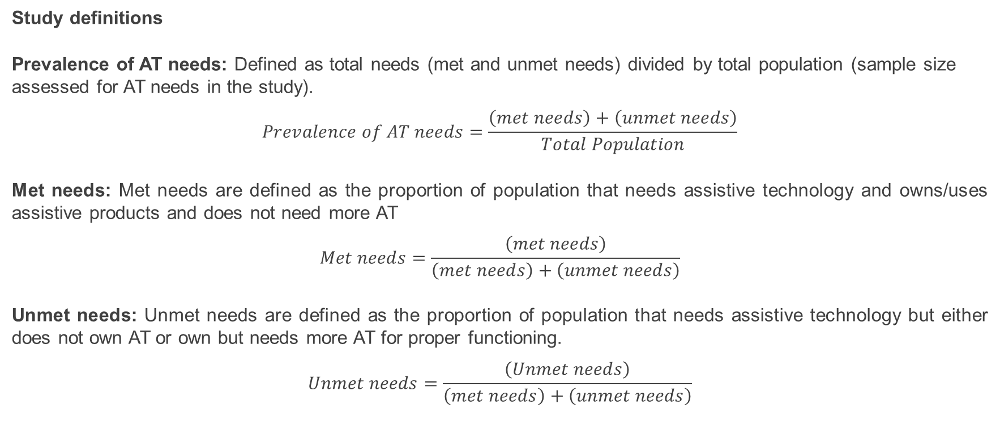 Study definitions
Prevalence of AT needs: Defined as total needs (met and unmet needs) divided by total population (sample size
assessed for AT needs in the study).
Prevalence of AT needs = (met needs) + (unmet needs) / Total Population
Met needs: Met needs are defined as the proportion of population that needs assistive technology and owns/uses
assistive products and does not need more AT
Met needs = (met needs) / (met needs) + (unmet needs)
Unmet needs: Unmet needs are defined as the proportion of population that needs assistive technology but either
does not own AT or own but needs more AT for proper functioning.
Unmet needs = (Unmet needs) / (met needs) + (unmet needs)